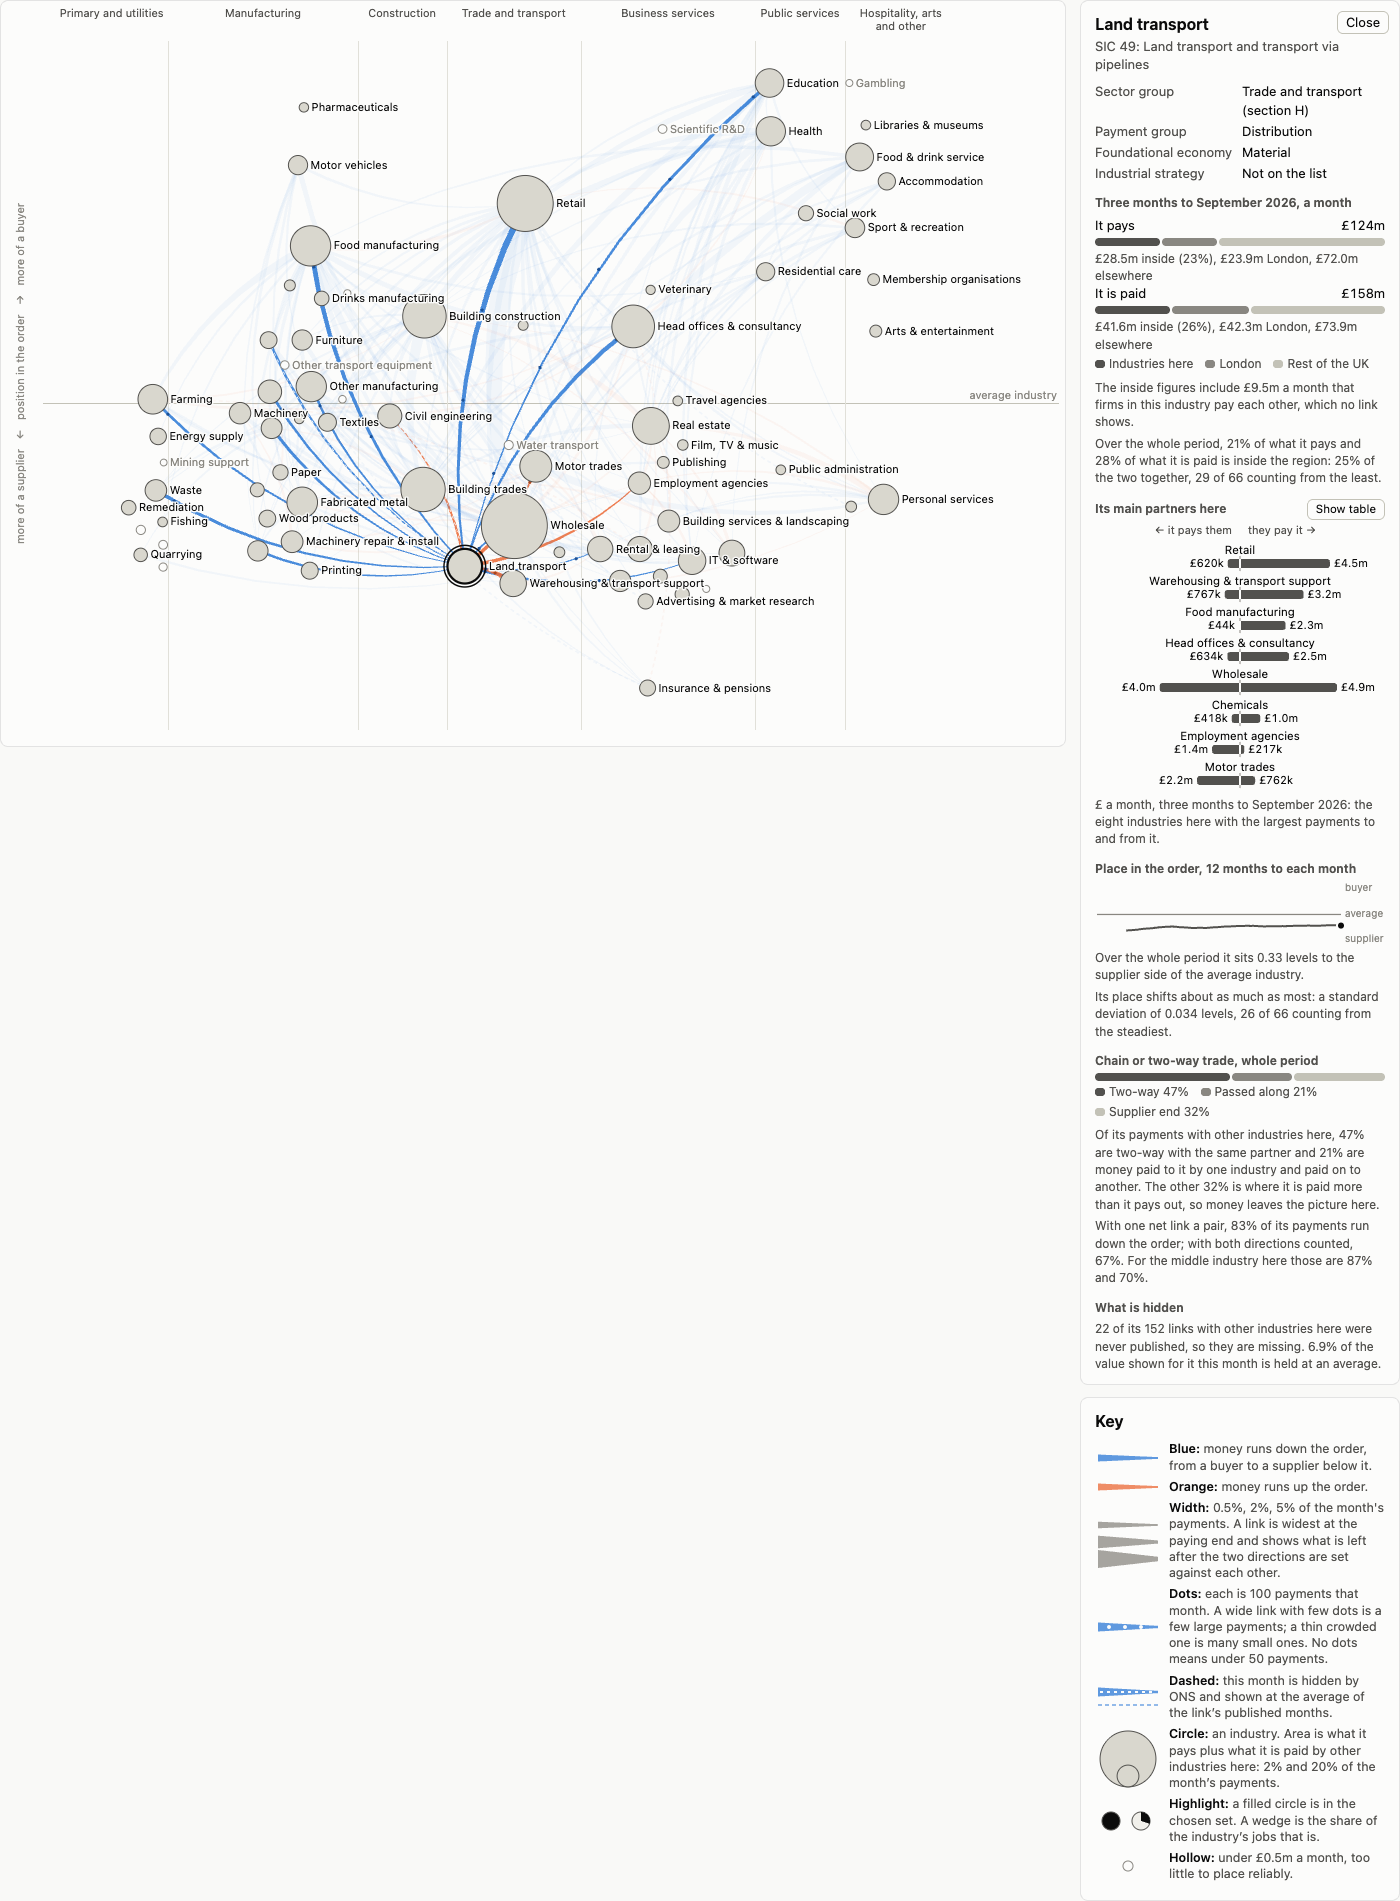 Primary and utilities
Manufacturing
Construction
Trade and transport
Business services
Public services
Hospitality, arts
and other
more of a supplier ← position in the order → more of a buyer
Education
Gambling
Pharmaceuticals
Scientific R&D
Health
Libraries & museums
Food & drink service
Motor vehicles
Accommodation
Retail
Social work
Sport & recreation
Food manufacturing
Residential care
Membership organisations
Veterinary
Drinks manufacturing
Building construction
Head offices & consultancy
Arts & entertainment
Furniture
Other transport equipment
Other manufacturing
average industry
Farming
Travel agencies
Machinery
Civil engineering
Textiles
Real estate
Energy supply
Water transport
Film, TV & music
Mining support
Publishing
Motor trades
Public administration
Paper
Employment agencies
Waste
Building trades
Personal services
Fabricated metal
Remediation
Fishing
Wood products
Building services & landscaping
Wholesale
Machinery repair & install
Rental & leasing
Quarrying
IT & software
Land transport
Printing
Warehousing & transport support
Advertising & market research
Insurance & pensions
Land transport
Close
SIC 49: Land transport and transport via
pipelines
Sector group Trade and transport
(section H)
Payment group Distribution
Foundational economy Material
Industrial strategy Not on the list
Three months to September 2026, a month
It pays £124m
£28.5m inside (23%), £23.9m London, £72.0m
elsewhere
It is paid £158m
£41.6m inside (26%), £42.3m London, £73.9m
elsewhere
Industries here London Rest of the UK
The inside figures include £9.5m a month that
firms in this industry pay each other, which no link
shows.
Over the whole period, 21% of what it pays and
28% of what it is paid is inside the region: 25% of
the two together, 29 of 66 counting from the least.
Its main partners here Show table
← it pays them they pay it →
Retail
£620k £4.5m
Warehousing & transport support
£767k £3.2m
Food manufacturing
£44k £2.3m
Head offices & consultancy
£634k £2.5m
Wholesale
£4.0m £4.9m
Chemicals
£418k £1.0m
Employment agencies
£1.4m £217k
Motor trades
£2.2m £762k
£ a month, three months to September 2026: the
eight industries here with the largest payments to
and from it.
Place in the order, 12 months to each month
buyer
average
supplier
Over the whole period it sits 0.33 levels to the
supplier side of the average industry.
Its place shifts about as much as most: a standard
deviation of 0.034 levels, 26 of 66 counting from
the steadiest.
Chain or two-way trade, whole period
Two-way 47% Passed along 21%
Supplier end 32%
Of its payments with other industries here, 47%
are two-way with the same partner and 21% are
money paid to it by one industry and paid on to
another. The other 32% is where it is paid more
than it pays out, so money leaves the picture here.
With one net link a pair, 83% of its payments run
down the order; with both directions counted,
67%. For the middle industry here those are 87%
and 70%.
What is hidden
22 of its 152 links with other industries here were
never published, so they are missing. 6.9% of the
value shown for it this month is held at an average.
Key
Blue: money runs down the order,
from a buyer to a supplier below it.
Orange: money runs up the order.
Width: 0.5%, 2%, 5% of the month's
payments. A link is widest at the
paying end and shows what is left
after the two directions are set
against each other.
Dots: each is 100 payments that
month. A wide link with few dots is a
few large payments; a thin crowded
one is many small ones. No dots
means under 50 payments.
Dashed: this month is hidden by
ONS and shown at the average of
the link's published months.
Circle: an industry. Area is what it
pays plus what it is paid by other
industries here: 2% and 20% of the
month's payments.
Highlight: a filled circle is in the
chosen set. A wedge is the share of
the industry's jobs that is.
Hollow: under £0.5m a month, too
little to place reliably.